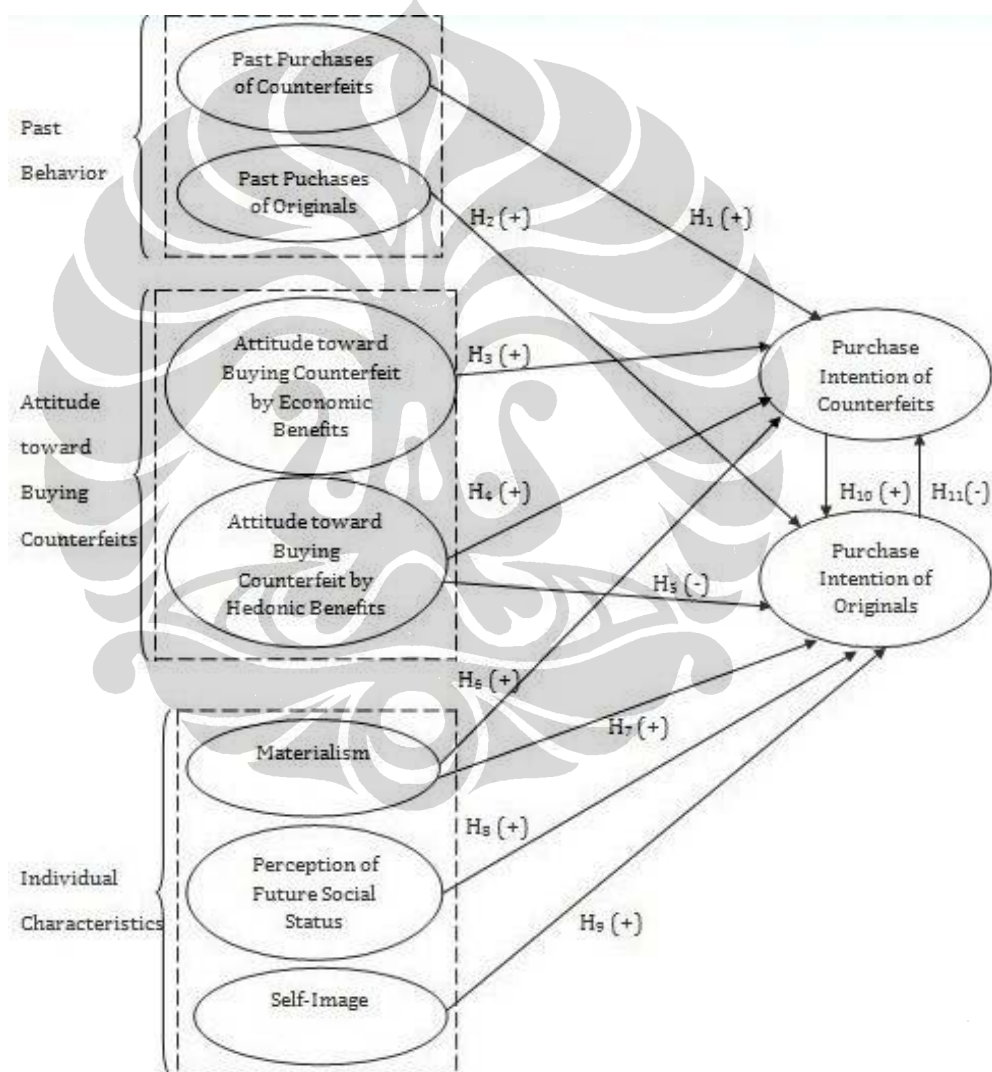 Past
Behavior
Past Purchases
of Counterfeits
Past Puchases
of Originals
H₂ (+)
H₁ (+)
Attitude
toward
Buying
Counterfeits
Attitude toward
Buying Counterfeit
by Economic
Benefits
Attitude toward
Buying
Counterfeit by
Hedonic Benefits
H₃ (+)
H₄ (+)
H₅ (-)
Purchase
Intention of
Counterfeits
H₁₀ (+)
H₁₁(-)
Purchase
Intention of
Originals
Individual
Characteristics
Materialism
Perception of
Future Social
Status
Self-Image
H₆ (+)
H₇ (+)
H₈ (+)
H₉ (+)